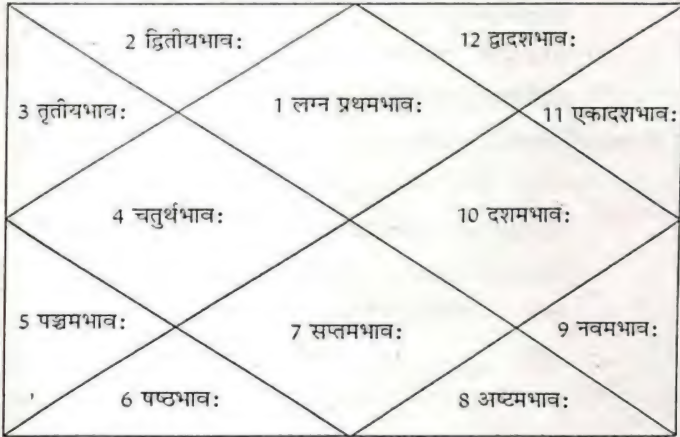 2 द्वितीयभाव:
12 द्वादशभाव:
3 तृतीयभाव:
1 लग्न प्रथमभाव:
11 एकादशभाव:
4 चतुर्थभाव:
10 दशमभाव:
5 पञ्चमभाव:
7 सप्तमभाव:
9 नवमभाव:
6 षष्ठभाव:
8 अष्टमभाव: